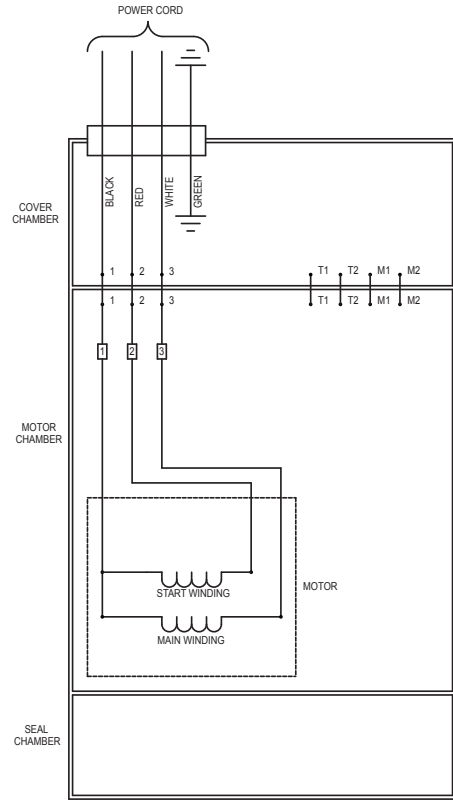 POWER CORD
BLACK
RED
WHITE
GREEN
COVER
CHAMBER
1 2 3 T1 T2 M1 M2
1 2 3 T1 T2 M1 M2
1 2 3
MOTOR
CHAMBER
START WINDING
MOTOR
MAIN WINDING
SEAL
CHAMBER